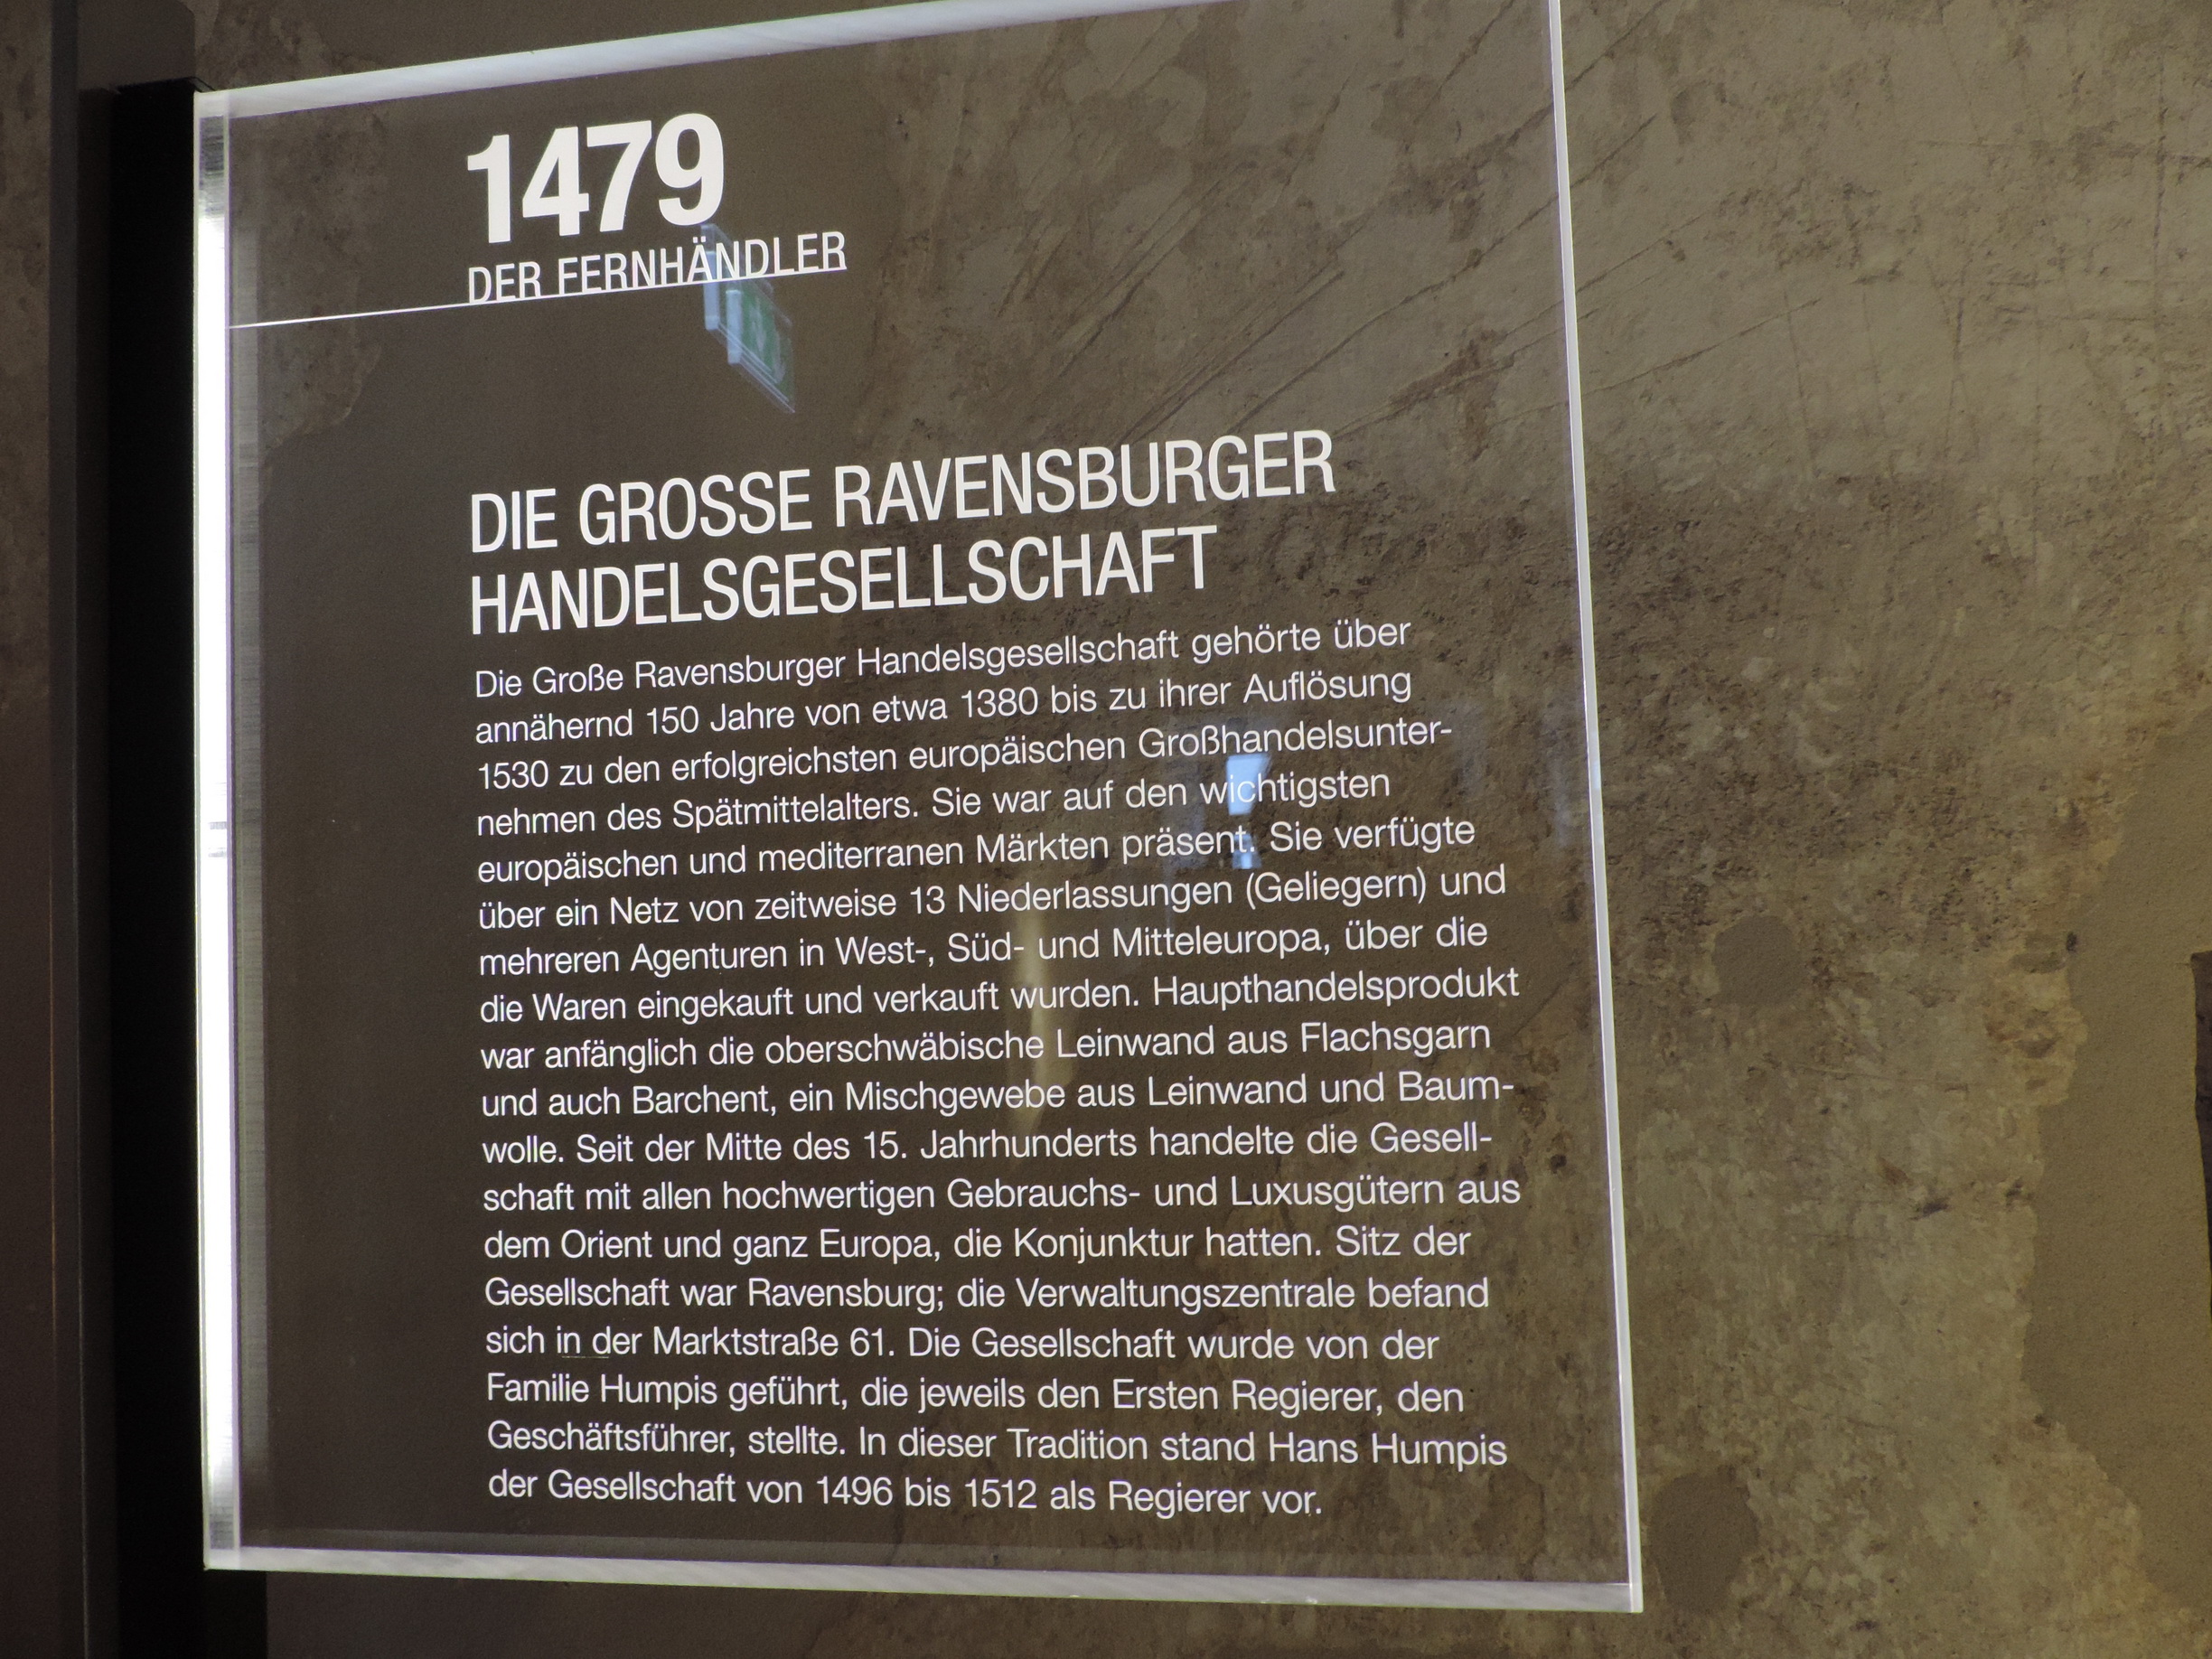 1479
DER FERNHÄNDLER
DIE GROSSE RAVENSBURGER
HANDELSGESELLSCHAFT
Die Große Ravensburger Handelsgesellschaft gehörte über
annähernd 150 Jahre von etwa 1380 bis zu ihrer Auflösung
1530 zu den erfolgreichsten europäischen Großhandelsunter-
nehmen des Spätmittelalters. Sie war auf den wichtigsten
europäischen und mediterranen Märkten präsent. Sie verfügte
über ein Netz von zeitweise 13 Niederlassungen (Geliegern) und
mehreren Agenturen in West-, Süd- und Mitteleuropa, über die
die Waren eingekauft und verkauft wurden. Haupthandelsprodukt
war anfänglich die oberschwäbische Leinwand aus Flachsgarn
und auch Barchent, ein Mischgewebe aus Leinwand und Baum-
wolle. Seit der Mitte des 15. Jahrhunderts handelte die Gesell-
schaft mit allen hochwertigen Gebrauchs- und Luxusgütern aus
dem Orient und ganz Europa, die Konjunktur hatten. Sitz der
Gesellschaft war Ravensburg; die Verwaltungszentrale befand
sich in der Marktstraße 61. Die Gesellschaft wurde von der
Familie Humpis geführt, die jeweils den Ersten Regierer, den
Geschäftsführer, stellte. In dieser Tradition stand Hans Humpis
der Gesellschaft von 1496 bis 1512 als Regierer vor.